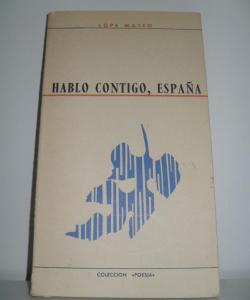 LOPE MATEO
HABLO CONTIGO, ESPAÑA
COLECCION «POESIA»